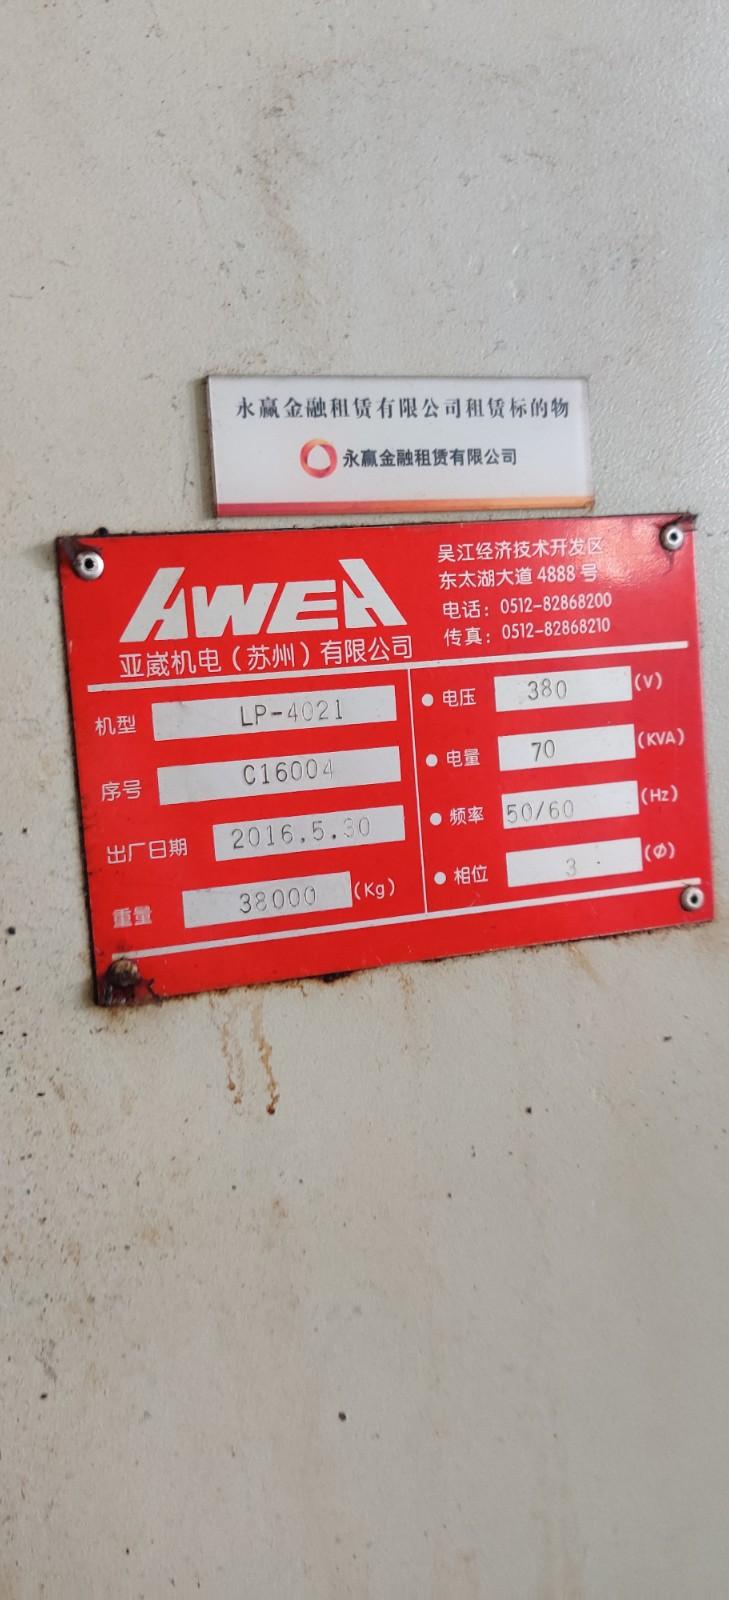 永赢金融租赁有限公司租赁标的物
永赢金融租赁有限公司
AWEA
亚崴机电（苏州）有限公司
吴江经济技术开发区
东太湖大道 4888 号
电话：0512-82868200
传真：0512-82868210
机型 LP-4021
序号 C16004
出厂日期 2016.5.30
重量 38000 (Kg)
电压 380 (V)
电量 70 (KVA)
频率 50/60 (Hz)
相位 3 (Φ)